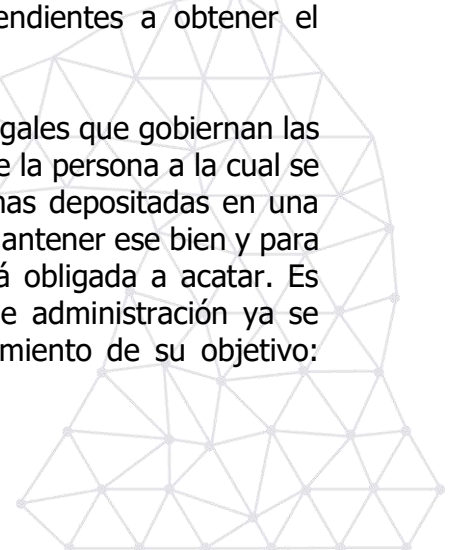 endientes a obtener el
gales que gobiernan las
e la persona a la cual se
nas depositadas en una
antener ese bien y para
á obligada a acatar. Es
e administración ya se
miento de su objetivo: